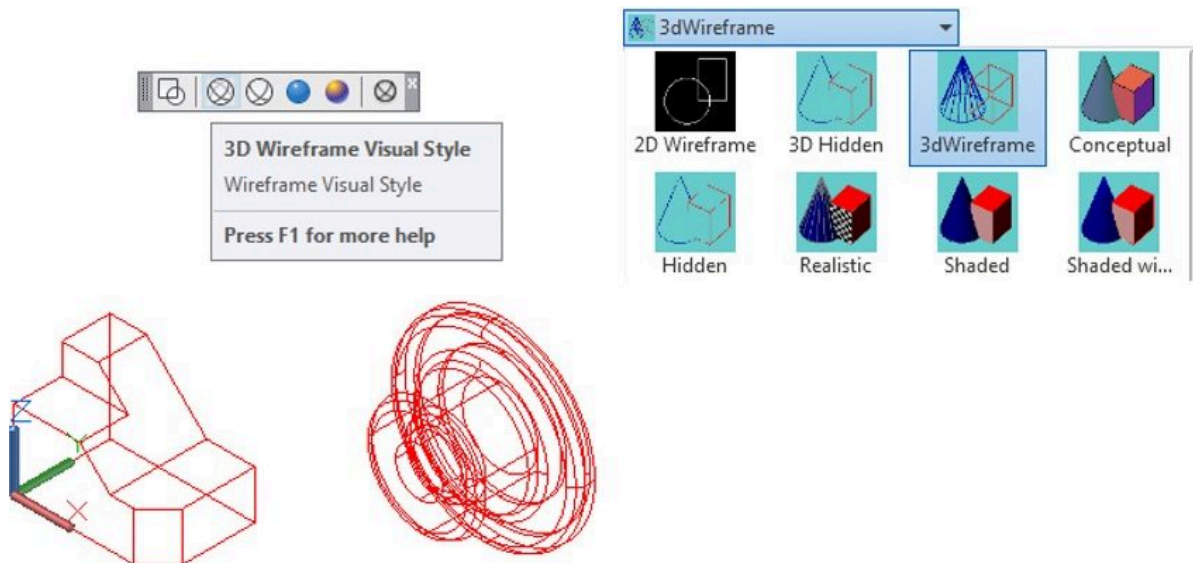 3D Wireframe Visual Style
Wireframe Visual Style
Press F1 for more help
3dWireframe
2D Wireframe 3D Hidden 3dWireframe Conceptual
Hidden Realistic Shaded Shaded wi...
Z
Y
X